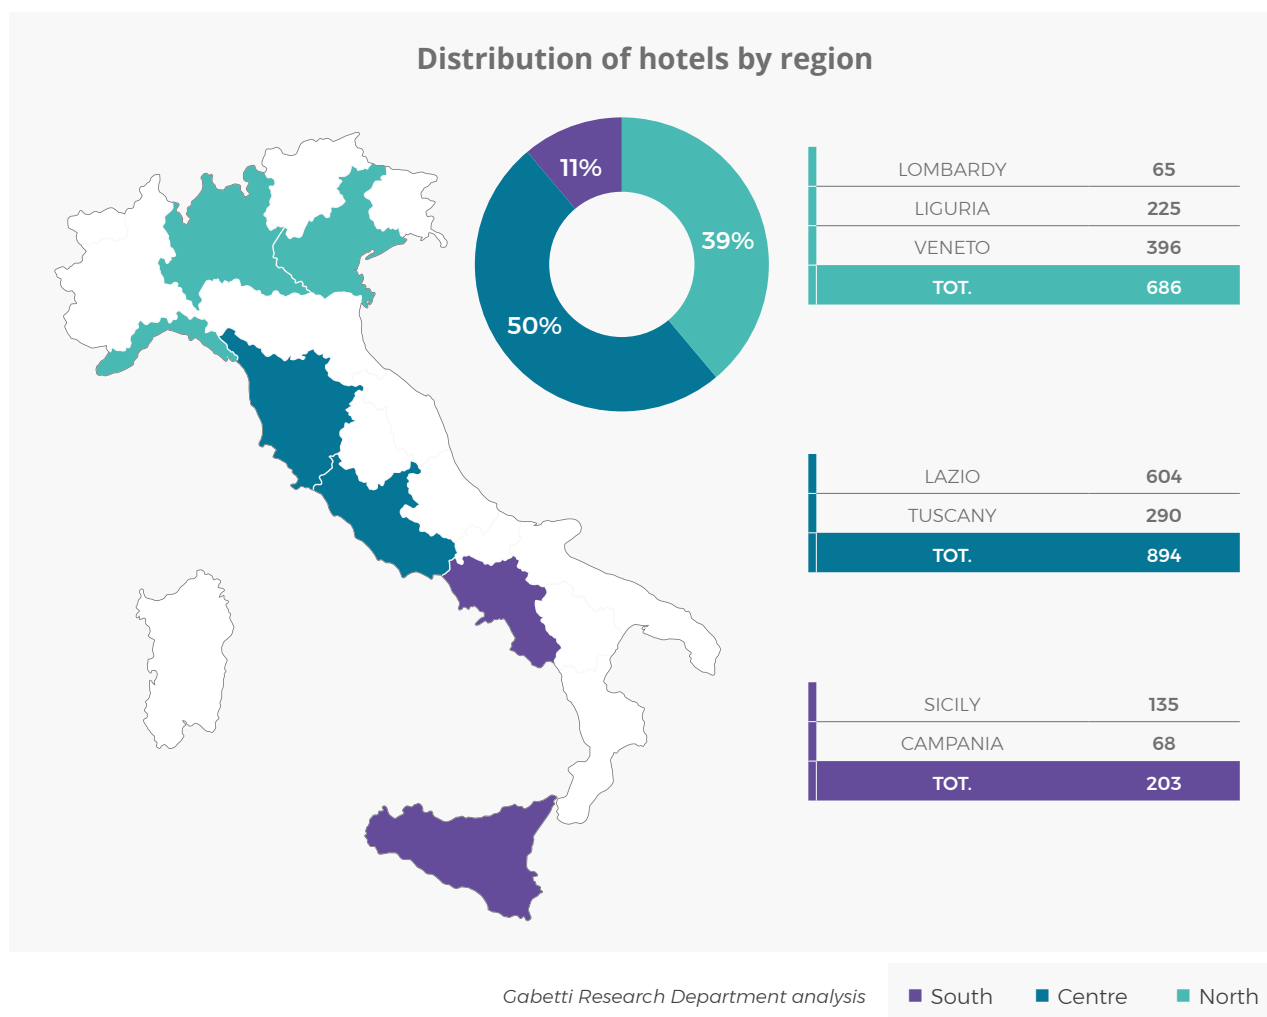 Distribution of hotels by region
11%
39%
50%
LOMBARDY 65
LIGURIA 225
VENETO 396
TOT. 686
LAZIO 604
TUSCANY 290
TOT. 894
SICILY 135
CAMPANIA 68
TOT. 203
Gabetti Research Department analysis
South Centre North